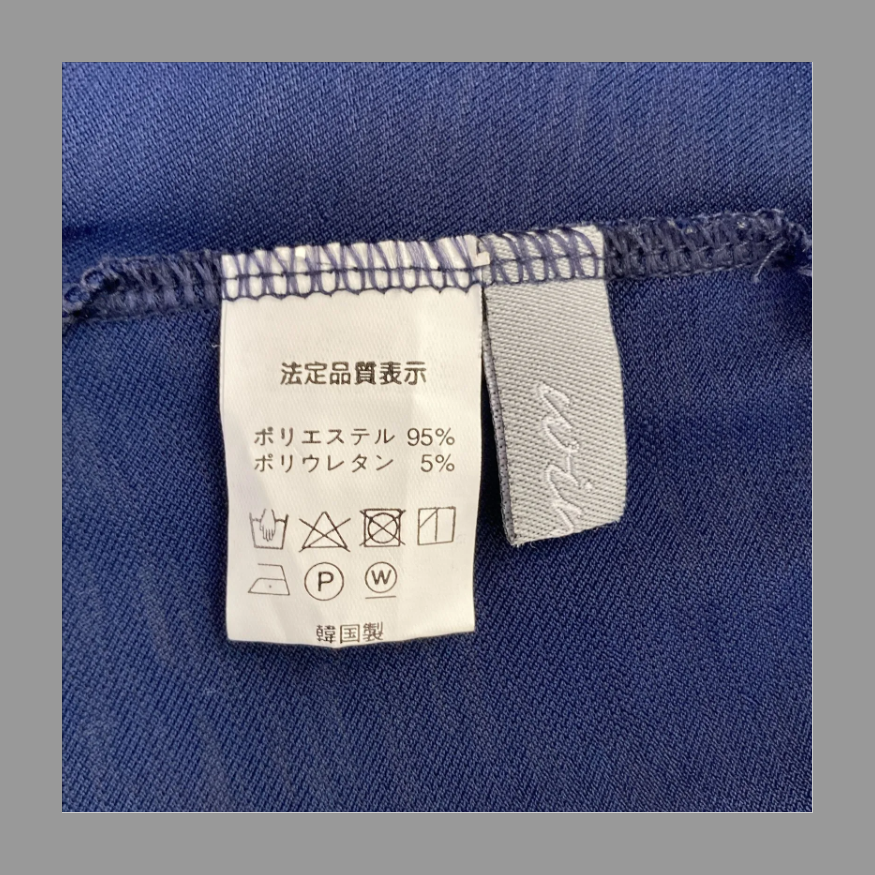 法定品質表示
ポリエステル 95%
ポリウレタン 5%
P
W
韓国製